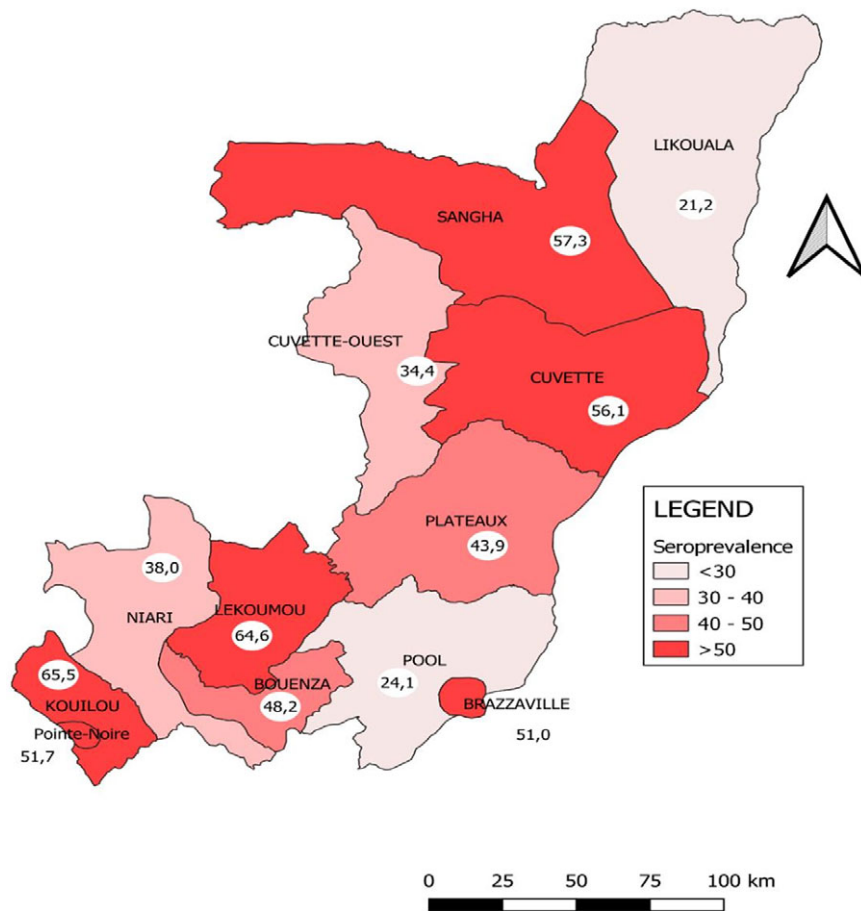 LIKOUALA
21,2
SANGHA
57,3
CUVETTE-OUEST
34,4
CUVETTE
56,1
PLATEAUX
43,9
38,0
NIARI
LEKOUMOU
64,6
65,5
KOUILOU
Pointe-Noire
51,7
BOUENZA
48,2
POOL
24,1
BRAZZAVILLE
51,0
LEGEND
Seroprevalence
<30
30 - 40
40 - 50
>50
0 25 50 75 100 km